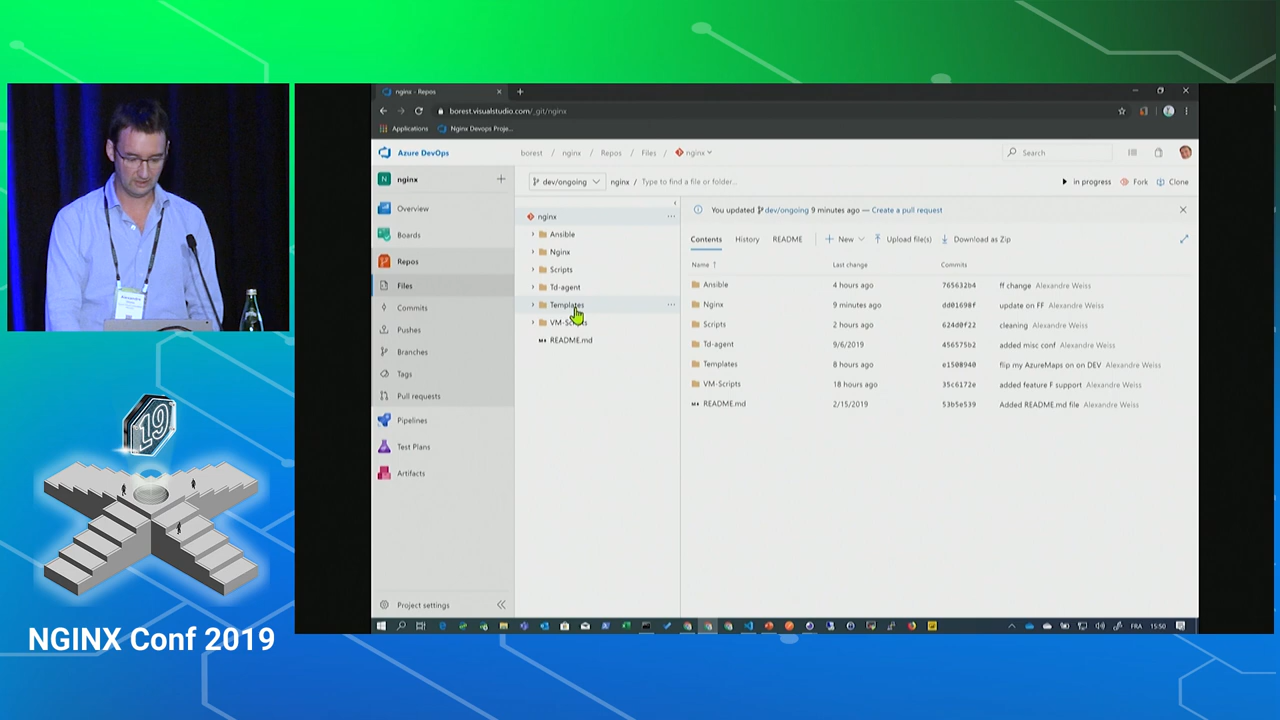 nginx - Repos
borest.visualstudio.com/_git/nginx
Applications
Nginx Devops Proje...
Azure DevOps
borest / nginx / Repos / Files / nginx
Search
nginx
dev/ongoing
nginx / Type to find a file or folder...
in progress
Fork
Clone
Overview
Boards
Repos
Files
Commits
Pushes
Branches
Tags
Pull requests
Pipelines
Test Plans
Artifacts
Project settings
nginx
Ansible
Nginx
Scripts
Td-agent
Templates
VM-Scripts
README.md
You updated dev/ongoing 9 minutes ago — Create a pull request
Contents History README New Upload file(s) Download as Zip
Name Last change Commits
Ansible 4 hours ago 765632b4 ff change Alexandre Weiss
Nginx 9 minutes ago dd01698f update on FF Alexandre Weiss
Scripts 2 hours ago 624d0f22 cleaning Alexandre Weiss
Td-agent 9/6/2019 456575b2 added misc conf Alexandre Weiss
Templates 8 hours ago e1508940 flip my AzureMaps on on DEV Alexandre Weiss
VM-Scripts 18 hours ago 35c6172e added feature F support Alexandre Weiss
README.md 2/15/2019 53b5e539 Added README.md file Alexandre Weiss
FRA 15:50
19
NGINX Conf 2019